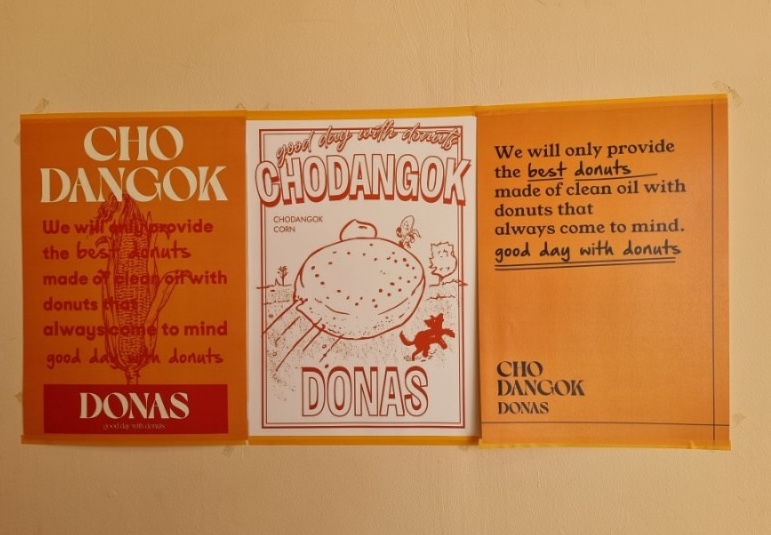 CHO
DANGOK
We will only provide
the best donuts
made of clean oil with
donuts that
always come to mind
good day with donuts
DONAS
good day with donuts
good day with donuts
CHODANGOK
CHODANGOK
CORN
DONAS
We will only provide
the best donuts
made of clean oil with
donuts that
always come to mind.
good day with donuts
CHO
DANGOK
DONAS